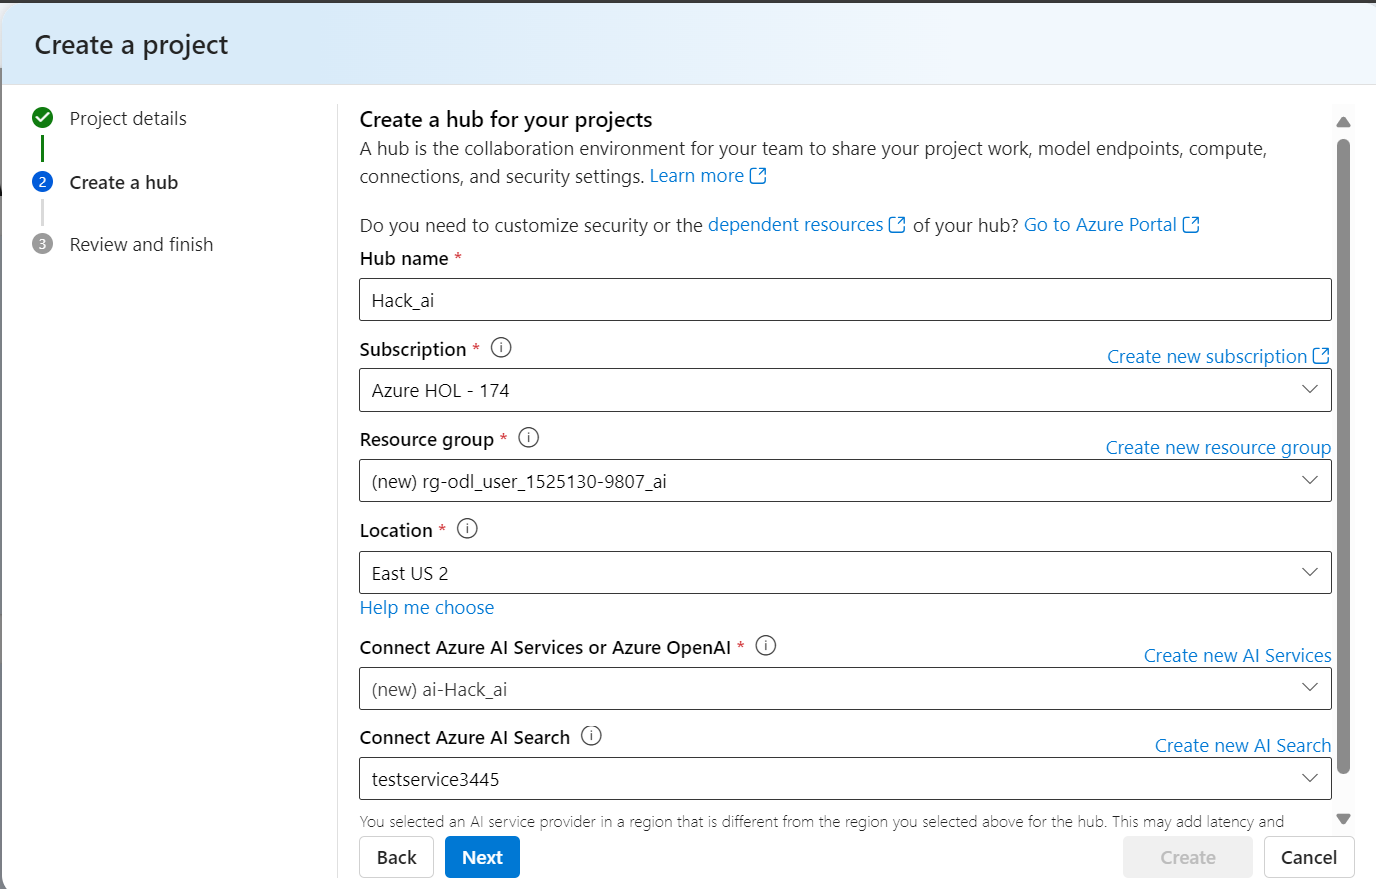 Create a project
Project details
2 Create a hub
3 Review and finish
Create a hub for your projects
A hub is the collaboration environment for your team to share your project work, model endpoints, compute,
connections, and security settings. Learn more
Do you need to customize security or the dependent resources of your hub? Go to Azure Portal
Hub name *
Hack_ai
Subscription *
Create new subscription
Azure HOL - 174
Resource group *
Create new resource group
(new) rg-odl_user_1525130-9807_ai
Location *
East US 2
Help me choose
Connect Azure AI Services or Azure OpenAI *
Create new AI Services
(new) ai-Hack_ai
Connect Azure AI Search
Create new AI Search
testservice3445
You selected an AI service provider in a region that is different from the region you selected above for the hub. This may add latency and
Back
Next
Create
Cancel